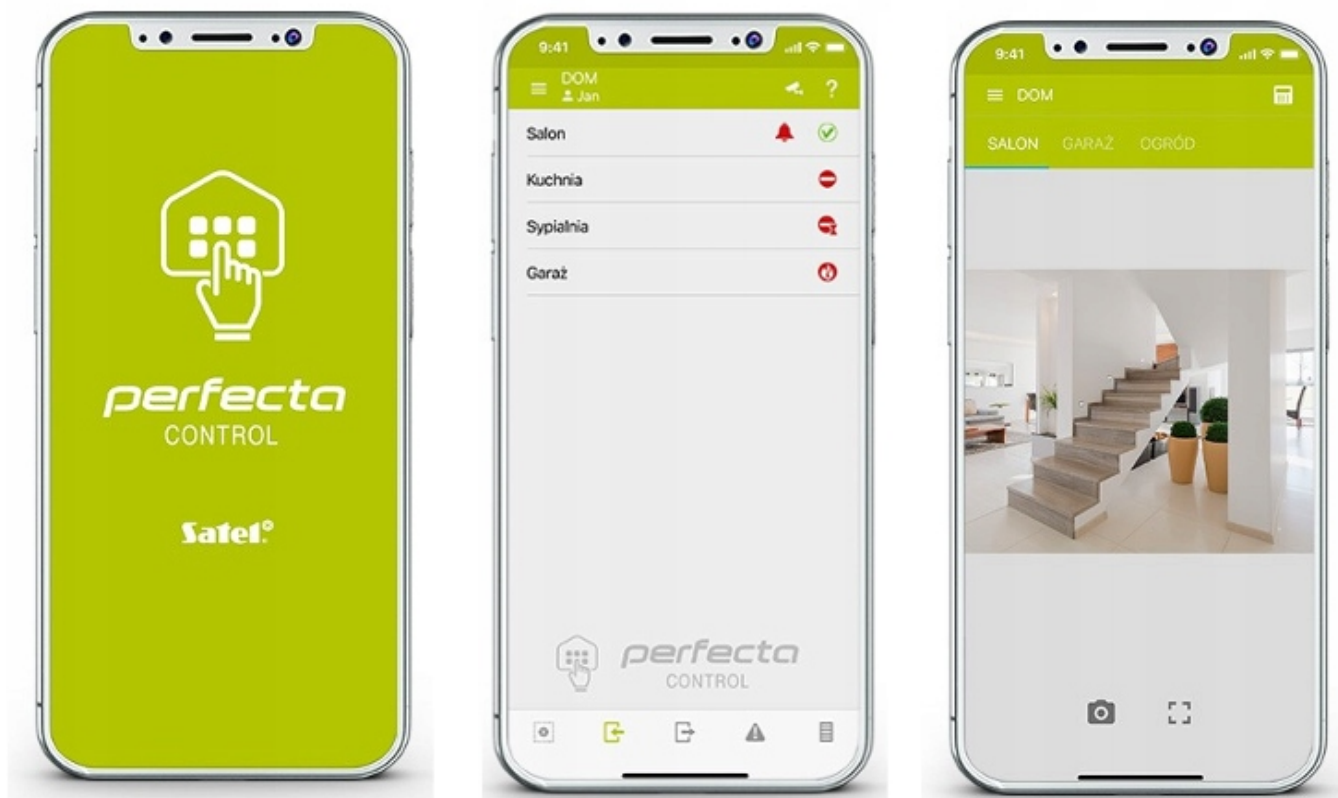 perfecta
CONTROL
Satel®
9:41
DOM
Jan
?
Salon
Kuchnia
Sypialnia
Garaż
perfecta
CONTROL
9:41
DOM
SALON GARAŻ OGRÓD